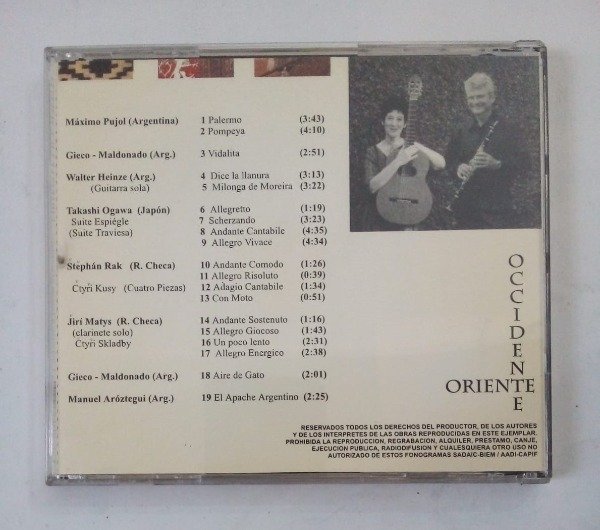 Máximo Pujol (Argentina) 1 Palermo (3:43)
2 Pompeya (4:10)
Gieco - Maldonado (Arg.) 3 Vidalita (2:51)
Walter Heinze (Arg.) 4 Dice la llanura (3:13)
(Guitarra sola) 5 Milonga de Moreira (3:22)
Takashi Ogawa (Japón) 6 Allegretto (1:19)
Suite Espiégle 7 Scherzando (3:23)
(Suite Traviesa) 8 Andante Cantabile (4:35)
9 Allegro Vivace (4:34)
Stephán Rak (R. Checa) 10 Andante Comodo (1:26)
11 Allegro Risoluto (0:39)
Čtyři Kusy (Cuatro Piezas) 12 Adagio Cantabile (1:34)
13 Con Moto (0:51)
Jirí Matys (R. Checa) 14 Andante Sostenuto (1:16)
(clarinete solo) 15 Allegro Giocoso (1:43)
Čtyři Skladby 16 Un poco lento (2:31)
17 Allegro Energico (2:38)
Gieco - Maldonado (Arg.) 18 Aire de Gato (2:01)
Manuel Aróztegui (Arg.) 19 El Apache Argentino (2:25)
OCCIDENTE
ORIENTE
RESERVADOS TODOS LOS DERECHOS DEL PRODUCTOR, DE LOS AUTORES
Y DE LOS INTERPRETES DE LAS OBRAS REPRODUCIDAS EN ESTE EJEMPLAR.
PROHIBIDA LA REPRODUCCION, REGRABACION, ALQUILER, PRESTAMO, CANJE,
EJECUCION PUBLICA, RADIODIFUSION Y CUALESQUIERA OTRO USO NO
AUTORIZADO DE ESTOS FONOGRAMAS SADAIC-BIEM / AADI-CAPIF